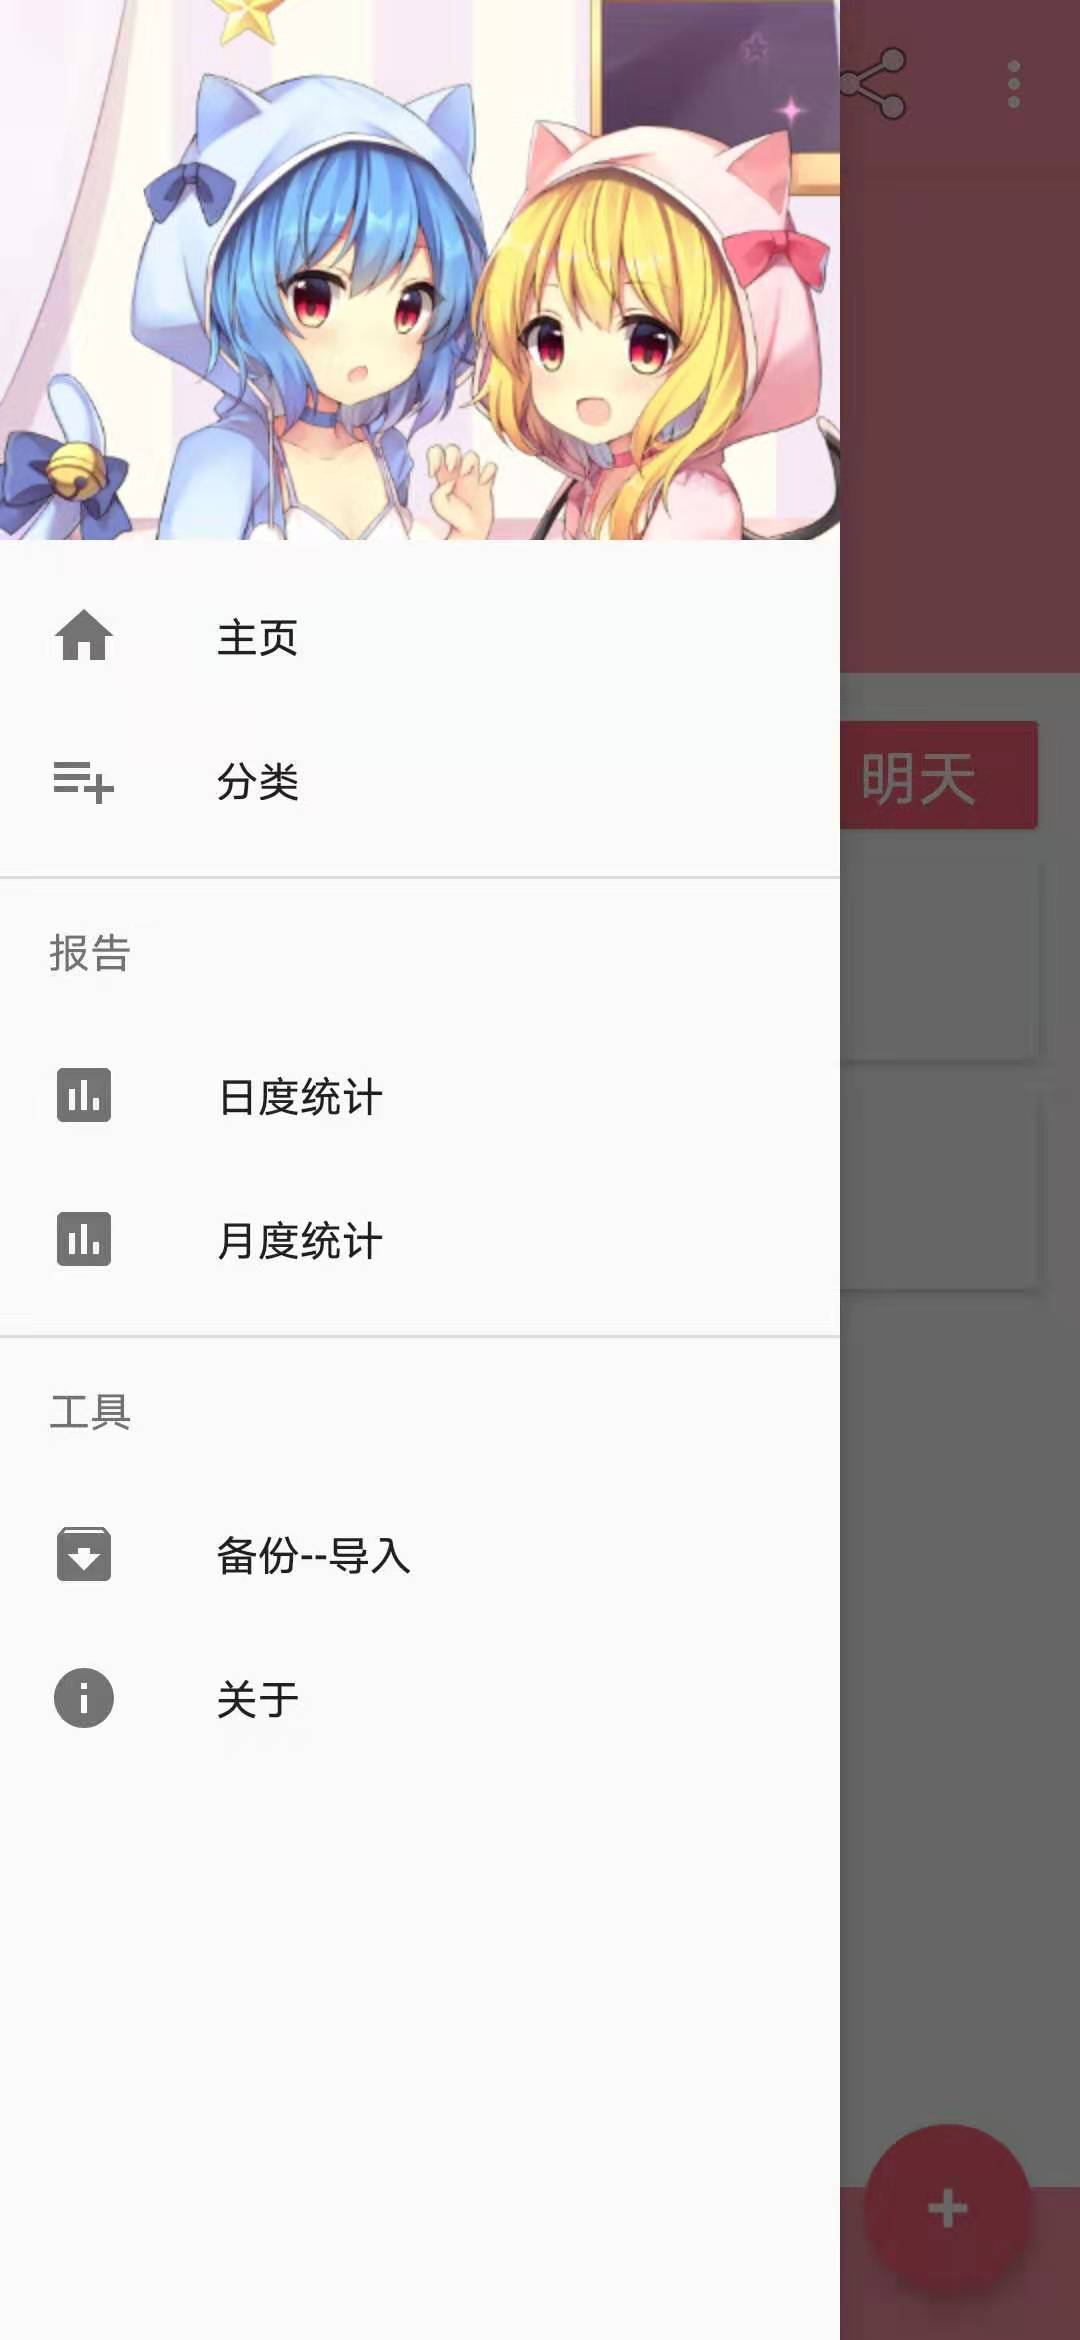 主页
分类
明天
报告
日度统计
月度统计
工具
备份--导入
关于